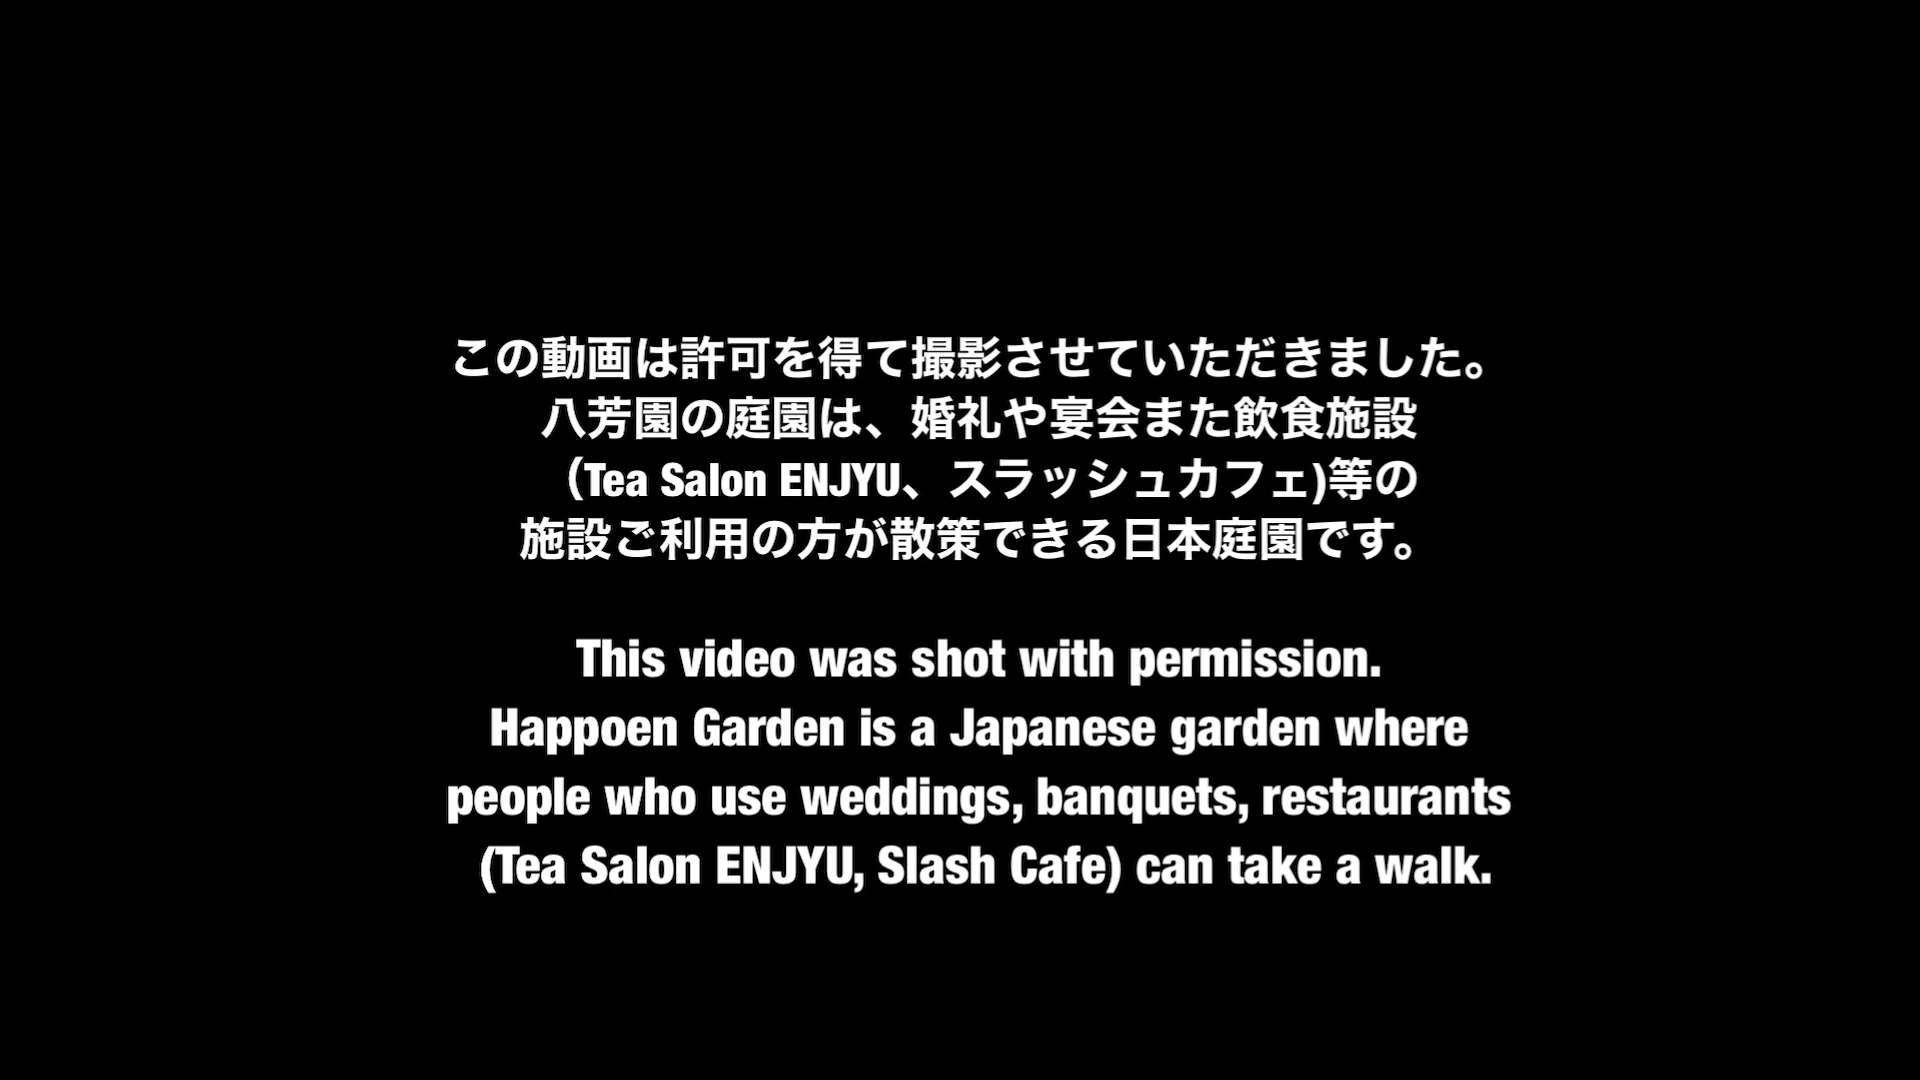 この動画は許可を得て撮影させていただきました。
八芳園の庭園は、婚礼や宴会また飲食施設
（Tea Salon ENJYU、スラッシュカフェ)等の
施設ご利用の方が散策できる日本庭園です。
This video was shot with permission.
Happoen Garden is a Japanese garden where
people who use weddings, banquets, restaurants
(Tea Salon ENJYU, Slash Cafe) can take a walk.